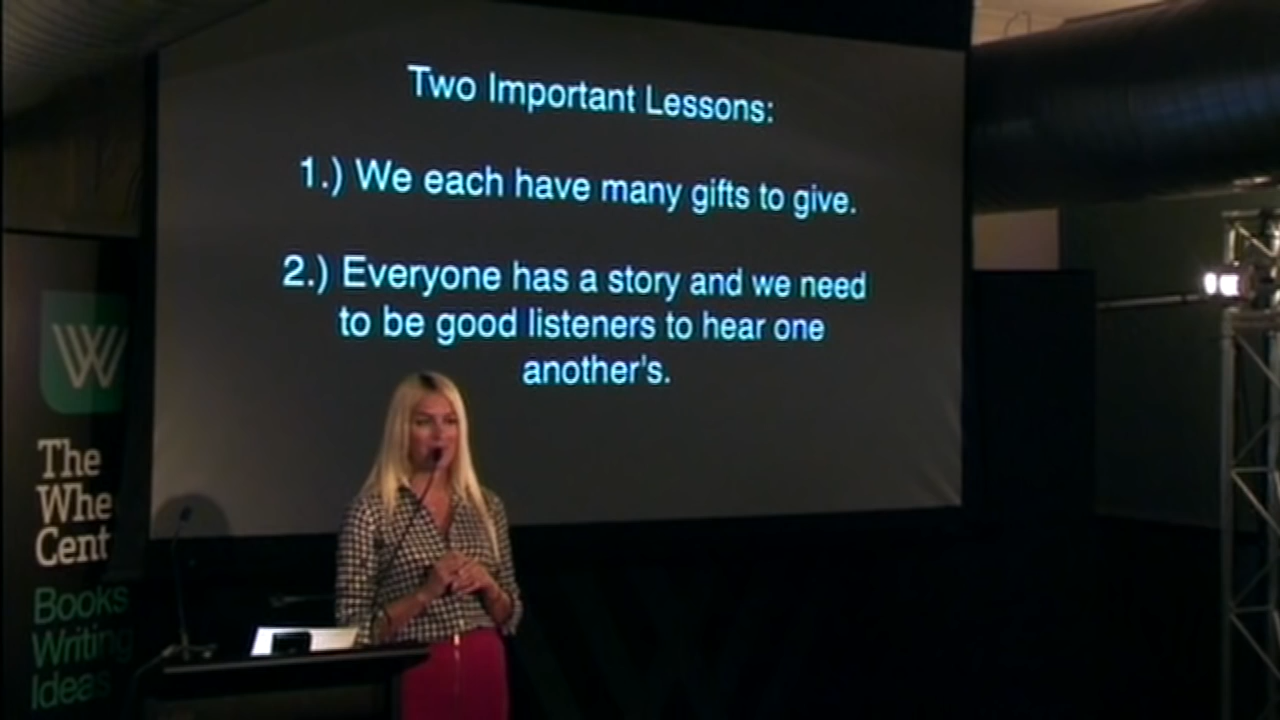 Two Important Lessons:
1.) We each have many gifts to give.
2.) Everyone has a story and we need
to be good listeners to hear one
another's.
W
The
Whe
Cent
Books
Writing
Ideas